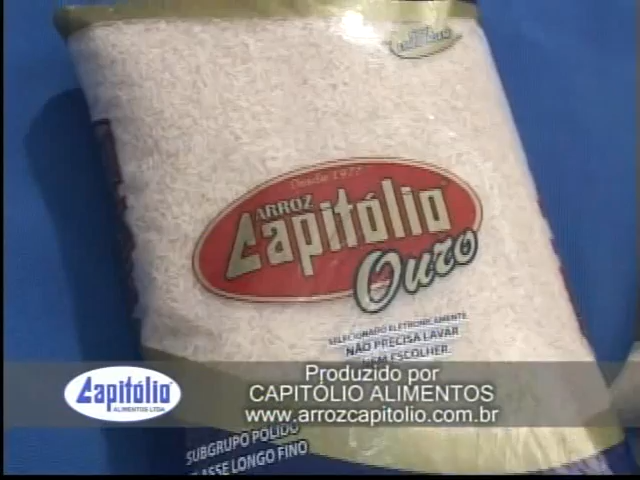 Desde 1977
ARROZ
Capitólio
Ouro
SELECIONADO ELETRONICAMENTE
NÃO PRECISA LAVAR
NEM ESCOLHER
Produzido por
CAPITÓLIO ALIMENTOS
www.arrozcapitolio.com.br
Capitólio
ALIMENTOS LTDA
SUBGRUPO POLIDO
CLASSE LONGO FINO